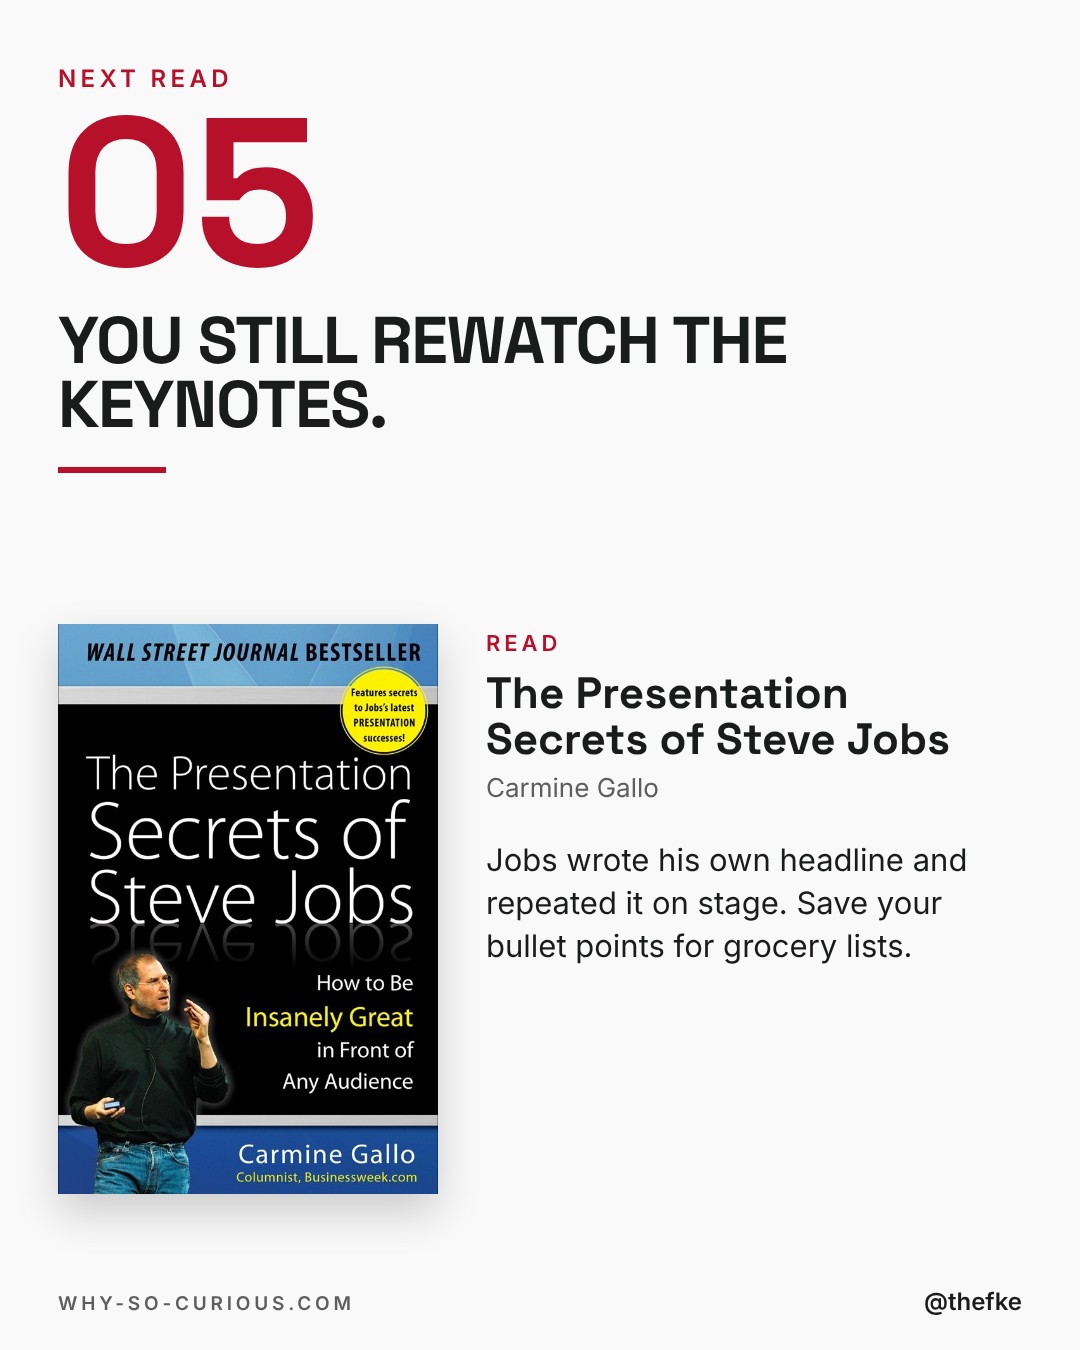 NEXT READ
05
YOU STILL REWATCH THE
KEYNOTES.
WALL STREET JOURNAL BESTSELLER
Features secrets
to Jobs's latest
PRESENTATION
successes!
The Presentation
Secrets of
Steve Jobs
How to Be
Insanely Great
in Front of
Any Audience
Carmine Gallo
Columnist, Businessweek.com
READ
The Presentation
Secrets of Steve Jobs
Carmine Gallo
Jobs wrote his own headline and
repeated it on stage. Save your
bullet points for grocery lists.
WHY-SO-CURIOUS.COM
@thefke